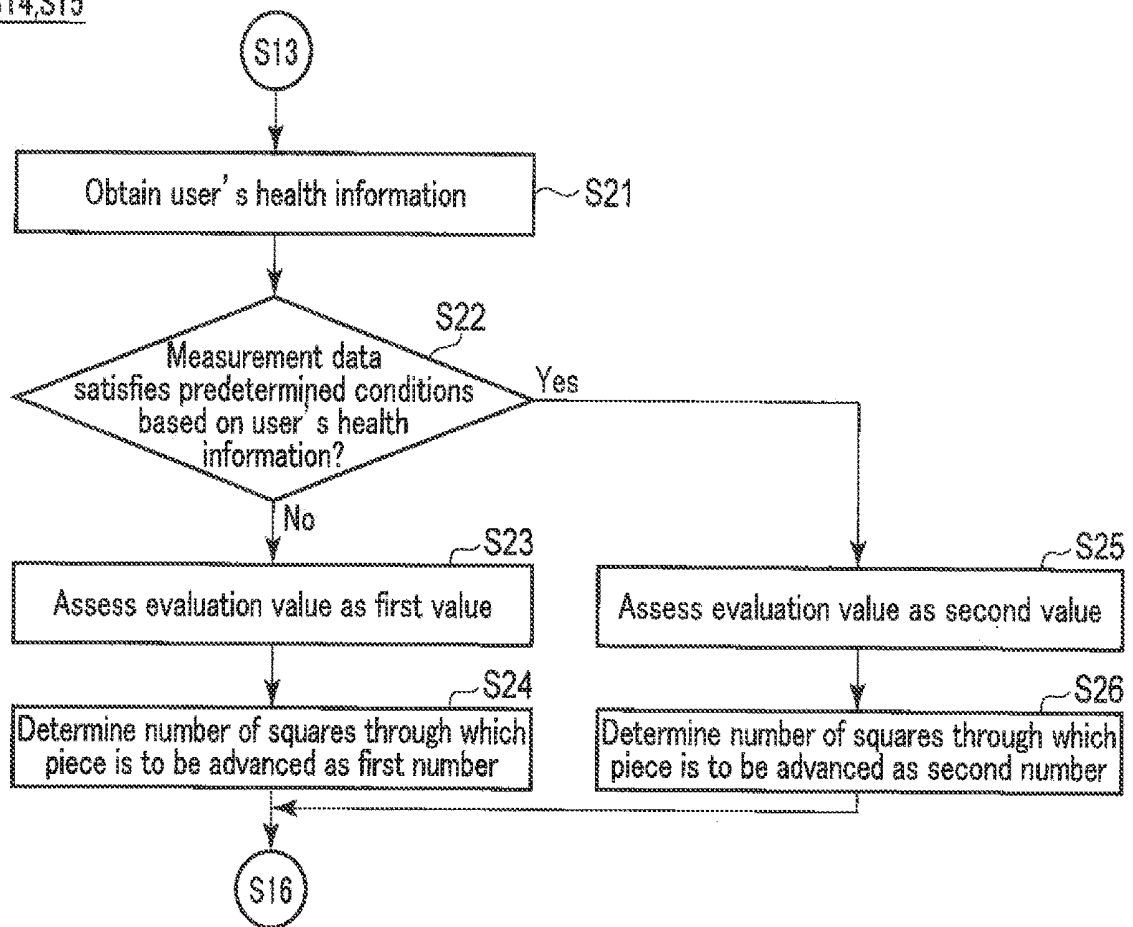 S14,S15
S13
Obtain user's health information
S21
S22
Measurement data
satisfies predetermined conditions
based on user's health
information?
Yes
No
S23
Assess evaluation value as first value
S25
Assess evaluation value as second value
S24
Determine number of squares through which
piece is to be advanced as first number
S26
Determine number of squares through which
piece is to be advanced as second number
S16